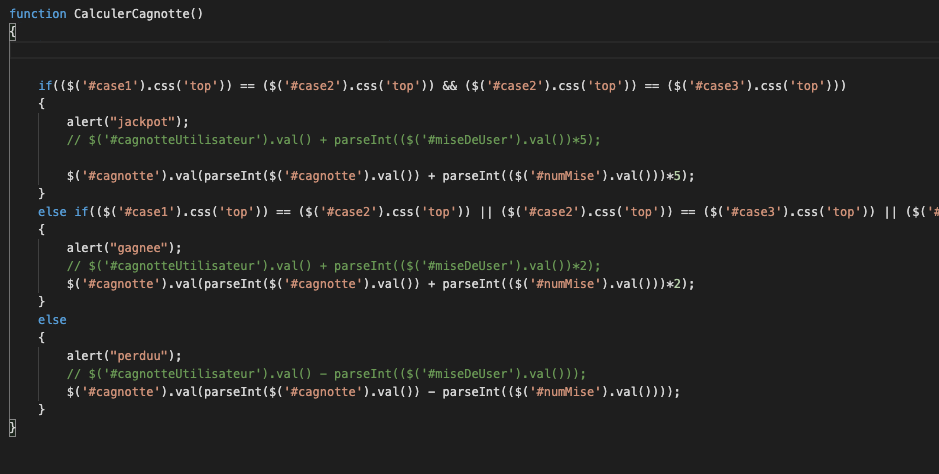 function CalculerCagnotte()
{
if(($('#case1').css('top')) == ($('#case2').css('top')) && ($('#case2').css('top')) == ($('#case3').css('top')))
{
alert("jackpot");
// $('#cagnotteUtilisateur').val() + parseInt(($('#miseDeUser').val())*5);
$('#cagnotte').val(parseInt($('#cagnotte').val()) + parseInt(($('#numMise').val()))*5);
}
else if(($('#case1').css('top')) == ($('#case2').css('top')) || ($('#case2').css('top')) == ($('#case3').css('top')) || ($('#
{
alert("gagnee");
// $('#cagnotteUtilisateur').val() + parseInt(($('#miseDeUser').val())*2);
$('#cagnotte').val(parseInt($('#cagnotte').val()) + parseInt(($('#numMise').val()))*2);
}
else
{
alert("perduu");
// $('#cagnotteUtilisateur').val() - parseInt(($('#miseDeUser').val()));
$('#cagnotte').val(parseInt($('#cagnotte').val()) - parseInt(($('#numMise').val())));
}
}